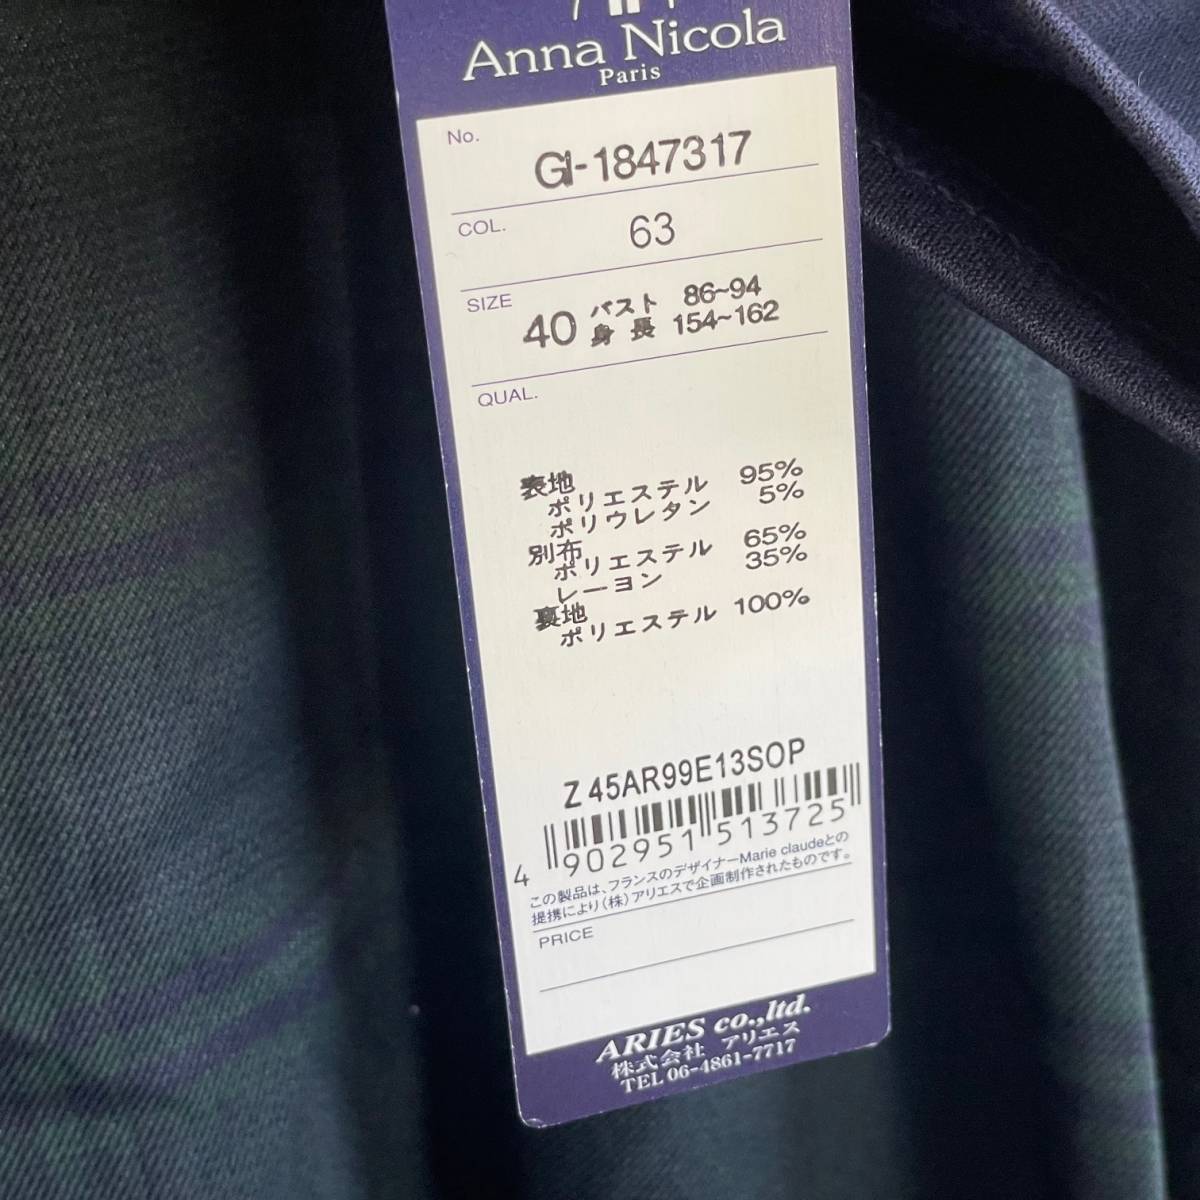 Anna Nicola
Paris
No.
GI-1847317
COL.
63
SIZE
40 バスト 86~94
身長 154~162
QUAL.
表地
ポリエステル 95%
ポリウレタン 5%
別布
ポリエステル 65%
レーヨン 35%
裏地
ポリエステル 100%
Z 45AR99E13SOP
4 902951 513725
この製品は、フランスのデザイナーMarie claudeとの
提携により(株)アリエスで企画制作されたものです。
PRICE
ARIES co.,ltd.
株式会社 アリエス
TEL 06-4861-7717